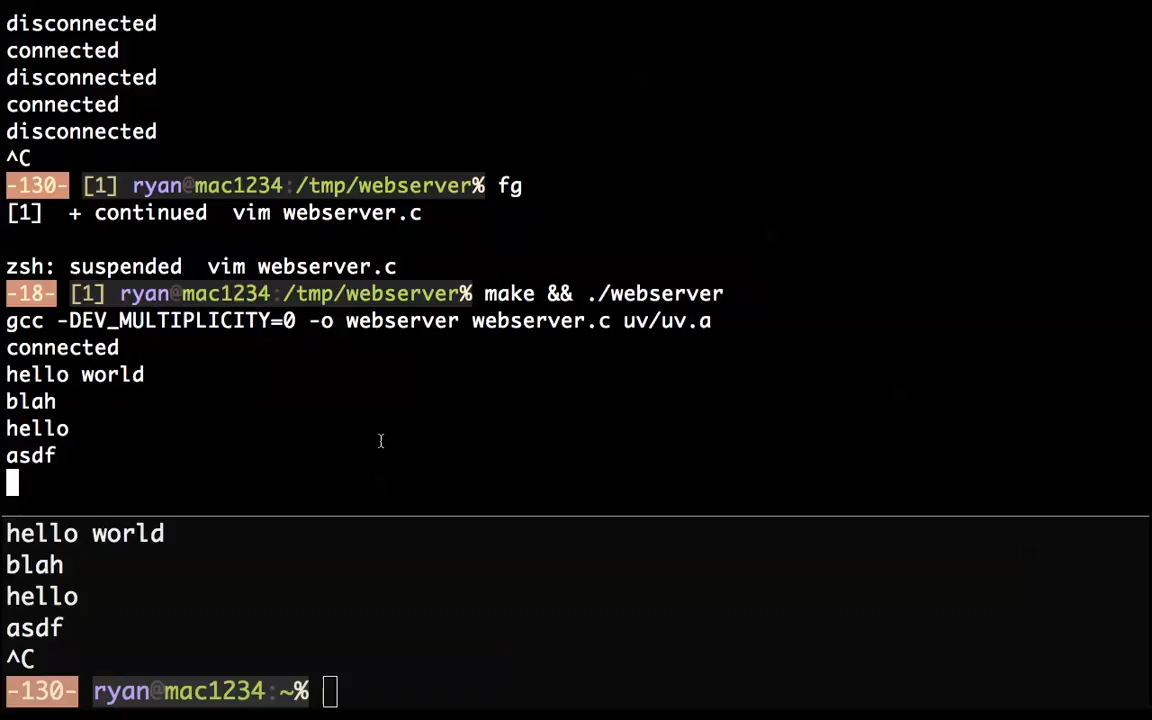 disconnected
connected
disconnected
connected
disconnected
^C
-130- [1] ryan@mac1234:/tmp/webserver% fg
[1]  + continued  vim webserver.c
zsh: suspended  vim webserver.c
-18- [1] ryan@mac1234:/tmp/webserver% make && ./webserver
gcc -DEV_MULTIPLICITY=0 -o webserver webserver.c uv/uv.a
connected
hello world
blah
hello
asdf
hello world
blah
hello
asdf
^C
-130- ryan@mac1234:~%